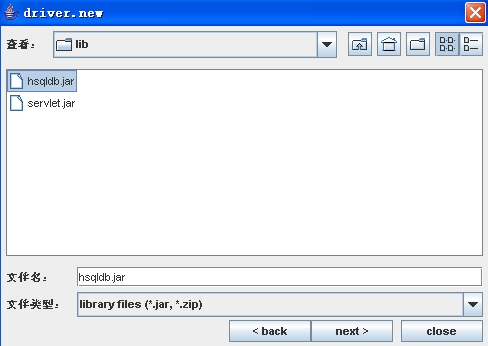 driver.new
查看： lib
hsqldb.jar
servlet.jar
文件名： hsqldb.jar
文件类型： library files (*.jar, *.zip)
< back next > close